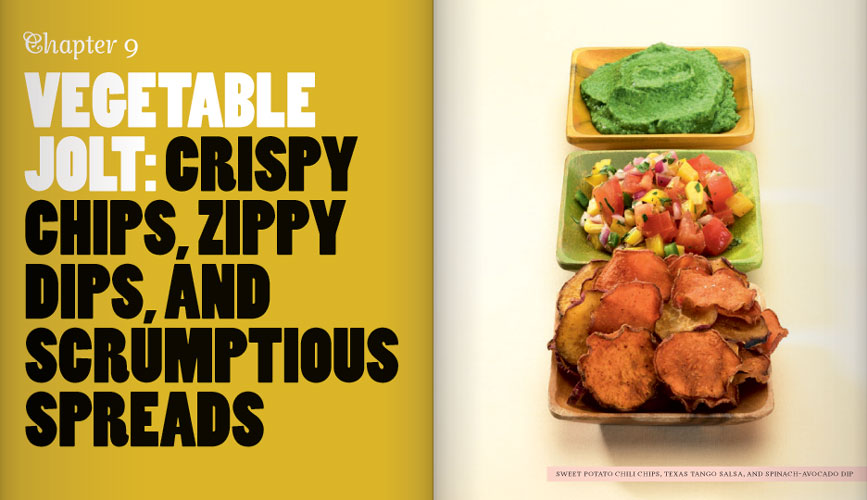 Chapter 9
VEGETABLE
JOLT: CRISPY
CHIPS, ZIPPY
DIPS, AND
SCRUMPTIOUS
SPREADS
SWEET POTATO CHILI CHIPS, TEXAS TANGO SALSA, AND SPINACH-AVOCADO DIP